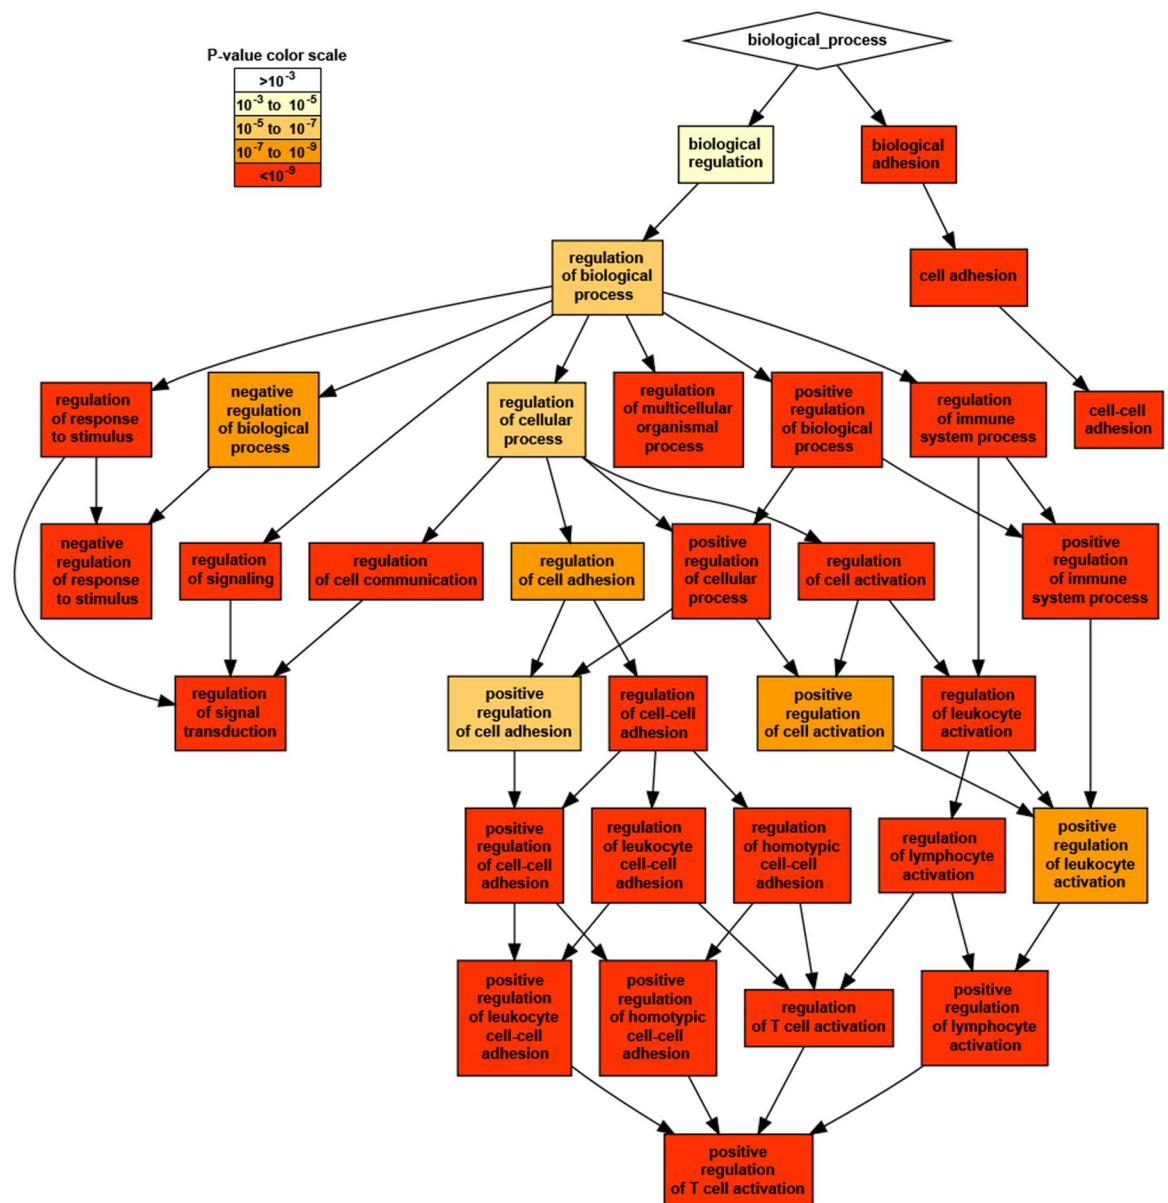 biological_process
P-value color scale
>10-3
10-3 to 10-5
10-5 to 10-7
10-7 to 10-9
<10-9
biological
regulation
biological
adhesion
regulation
of biological
process
cell adhesion
regulation
of response
to stimulus
negative
regulation
of biological
process
regulation
of cellular
process
regulation
of multicellular
organismal
process
positive
regulation
of biological
process
regulation
of immune
system process
cell-cell
adhesion
negative
regulation
of response
to stimulus
regulation
of signaling
regulation
of cell communication
regulation
of cell adhesion
positive
regulation
of cellular
process
regulation
of cell activation
positive
regulation
of immune
system process
regulation
of signal
transduction
positive
regulation
of cell adhesion
regulation
of cell-cell
adhesion
positive
regulation
of cell activation
regulation
of leukocyte
activation
positive
regulation
of cell-cell
adhesion
regulation
of leukocyte
cell-cell
adhesion
regulation
of homotypic
cell-cell
adhesion
regulation
of lymphocyte
activation
positive
regulation
of leukocyte
activation
positive
regulation
of leukocyte
cell-cell
adhesion
positive
regulation
of homotypic
cell-cell
adhesion
regulation
of T cell activation
positive
regulation
of lymphocyte
activation
positive
regulation
of T cell activation